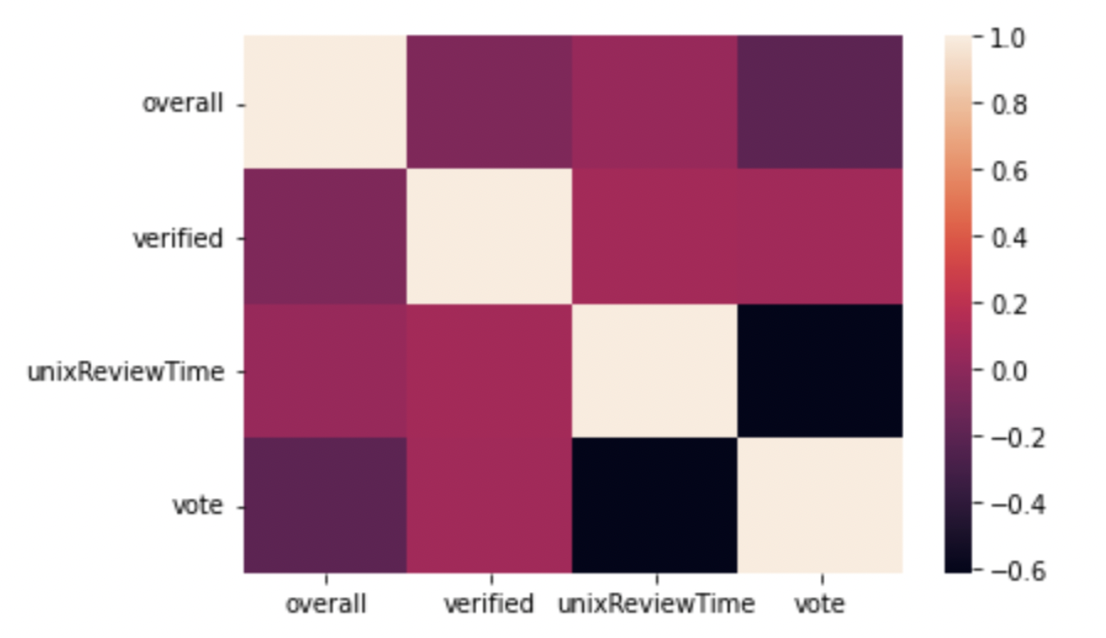 overall
verified
unixReviewTime
vote
overall verified unixReviewTime vote
1.0
0.8
0.6
0.4
0.2
0.0
−0.2
−0.4
−0.6